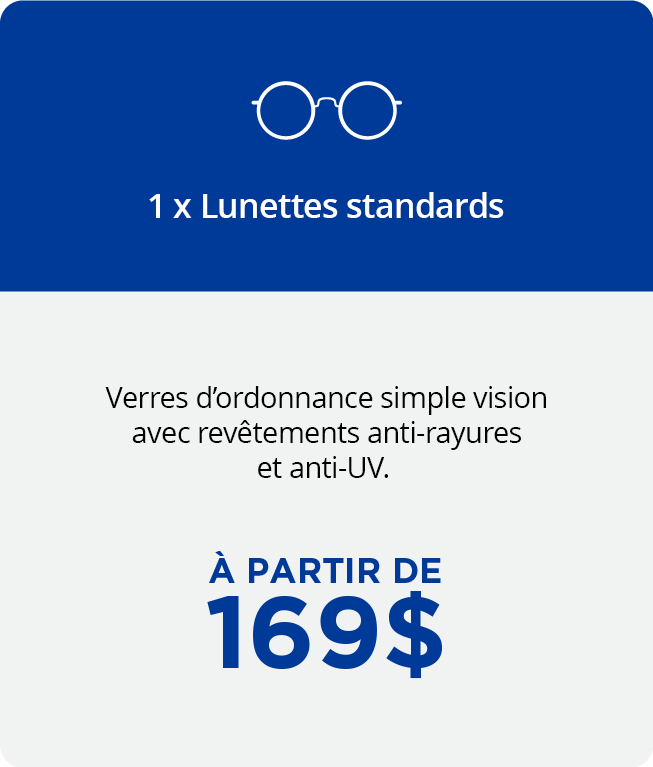 1 x Lunettes standards
Verres d’ordonnance simple vision
avec revêtements anti-rayures
et anti-UV.
À PARTIR DE
169$